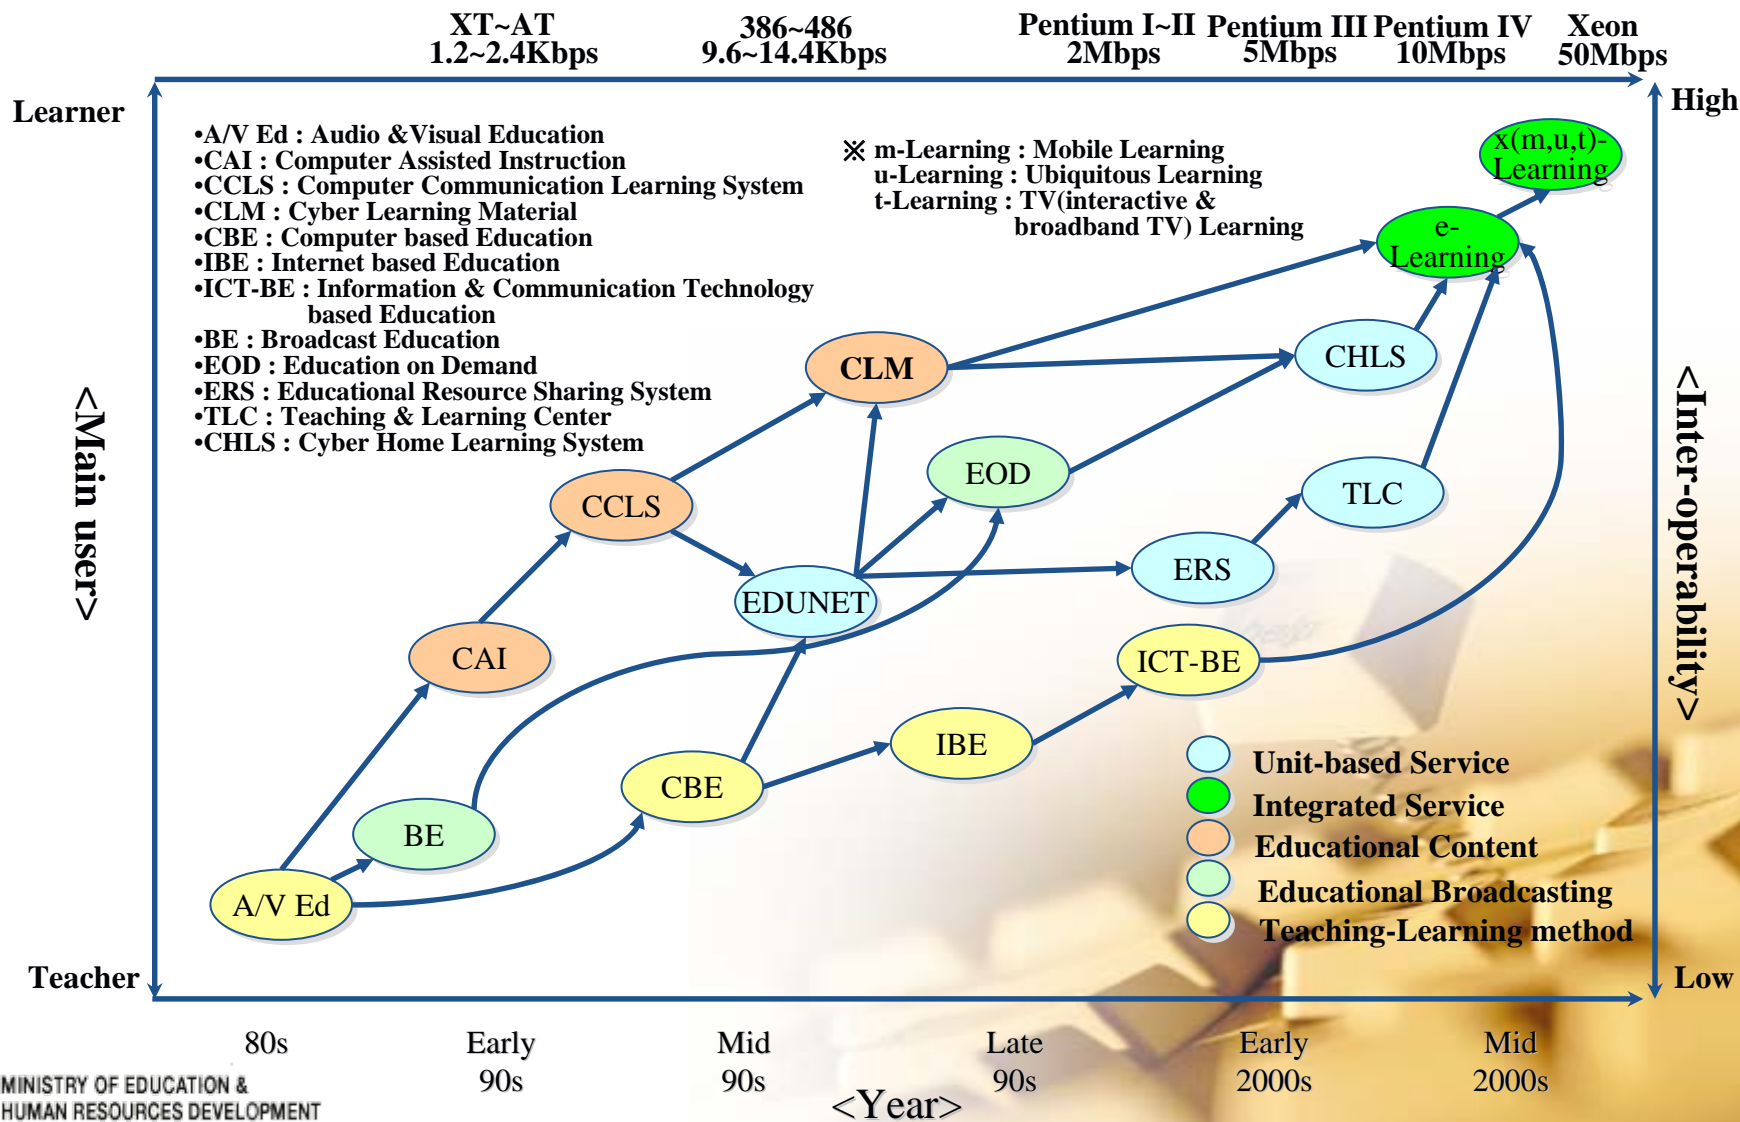 XT~AT
1.2~2.4Kbps
386~486
9.6~14.4Kbps
Pentium I~II
2Mbps
Pentium III
5Mbps
Pentium IV
10Mbps
Xeon
50Mbps
Learner
High
•A/V Ed : Audio &Visual Education
•CAI : Computer Assisted Instruction
•CCLS : Computer Communication Learning System
•CLM : Cyber Learning Material
•CBE : Computer based Education
•IBE : Internet based Education
•ICT-BE : Information & Communication Technology
based Education
•BE : Broadcast Education
•EOD : Education on Demand
•ERS : Educational Resource Sharing System
•TLC : Teaching & Learning Center
•CHLS : Cyber Home Learning System
※ m-Learning : Mobile Learning
u-Learning : Ubiquitous Learning
t-Learning : TV(interactive &
broadband TV) Learning
x(m,u,t)-
Learning
e-
Learning
CLM
CHLS
EOD
TLC
CCLS
ERS
EDUNET
CAI
ICT-BE
IBE
CBE
BE
A/V Ed
<Main user>
<Inter-operability>
Unit-based Service
Integrated Service
Educational Content
Educational Broadcasting
Teaching-Learning method
Teacher
Low
80s
Early
90s
Mid
90s
Late
90s
Early
2000s
Mid
2000s
<Year>
MINISTRY OF EDUCATION &
HUMAN RESOURCES DEVELOPMENT